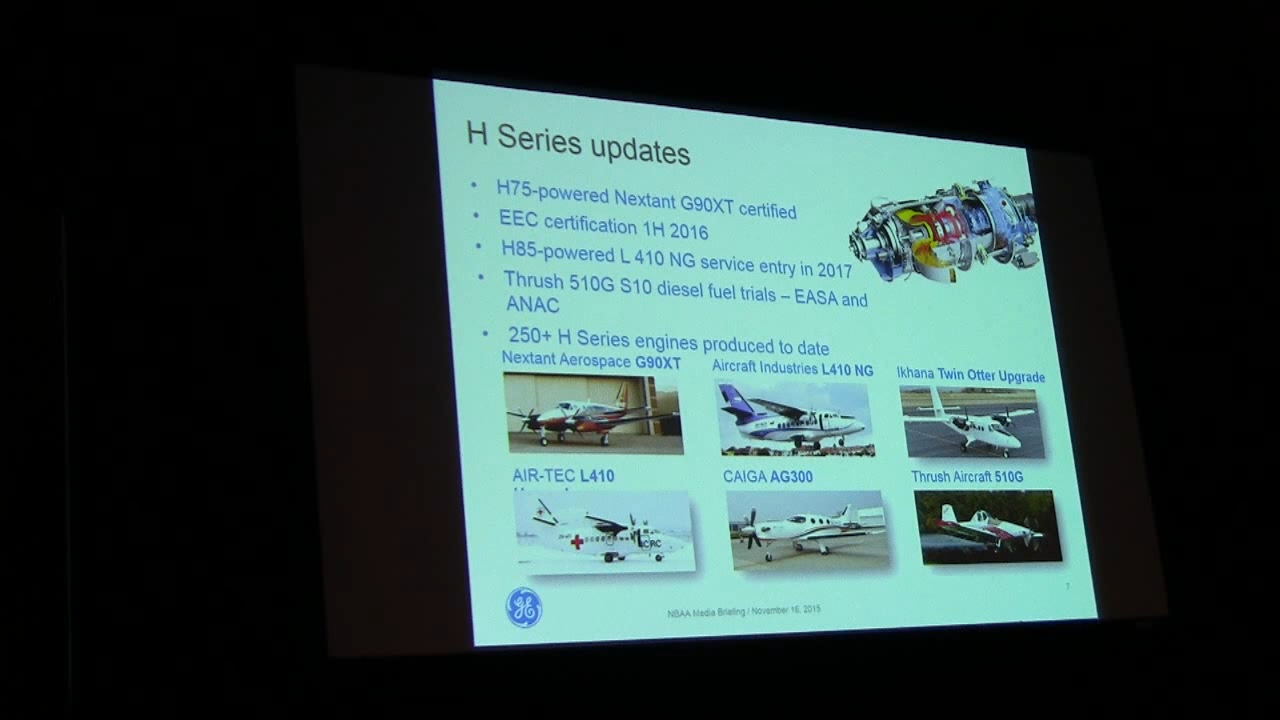 H Series updates
• H75-powered Nextant G90XT certified
• EEC certification 1H 2016
• H85-powered L 410 NG service entry in 2017
• Thrush 510G S10 diesel fuel trials – EASA and
ANAC
• 250+ H Series engines produced to date
Nextant Aerospace G90XT
Aircraft Industries L410 NG
Ikhana Twin Otter Upgrade
AIR-TEC L410
CAIGA AG300
Thrush Aircraft 510G
GE
NBAA Media Briefing / November 16, 2015
7